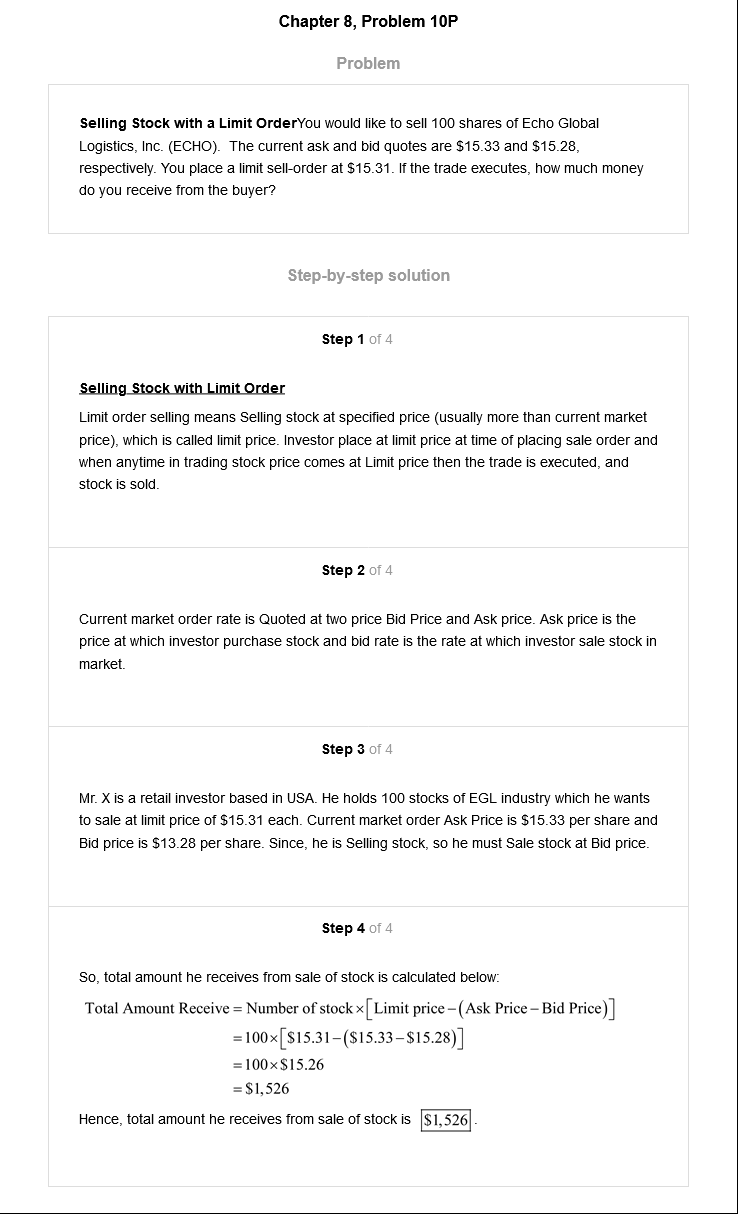 Chapter 8, Problem 10P
Problem
Selling Stock with a Limit OrderYou would like to sell 100 shares of Echo Global
Logistics, Inc. (ECHO).  The current ask and bid quotes are $15.33 and $15.28,
respectively. You place a limit sell-order at $15.31. If the trade executes, how much money
do you receive from the buyer?
Step-by-step solution
Step 1 of 4
Selling Stock with Limit Order
Limit order selling means Selling stock at specified price (usually more than current market
price), which is called limit price. Investor place at limit price at time of placing sale order and
when anytime in trading stock price comes at Limit price then the trade is executed, and
stock is sold.
Step 2 of 4
Current market order rate is Quoted at two price Bid Price and Ask price. Ask price is the
price at which investor purchase stock and bid rate is the rate at which investor sale stock in
market.
Step 3 of 4
Mr. X is a retail investor based in USA. He holds 100 stocks of EGL industry which he wants
to sale at limit price of $15.31 each. Current market order Ask Price is $15.33 per share and
Bid price is $13.28 per share. Since, he is Selling stock, so he must Sale stock at Bid price.
Step 4 of 4
So, total amount he receives from sale of stock is calculated below:
Total Amount Receive = Number of stock×[Limit price−(Ask Price−Bid Price)]
=100×[$15.31−($15.33−$15.28)]
=100×$15.26
=$1,526
Hence, total amount he receives from sale of stock is $1,526.